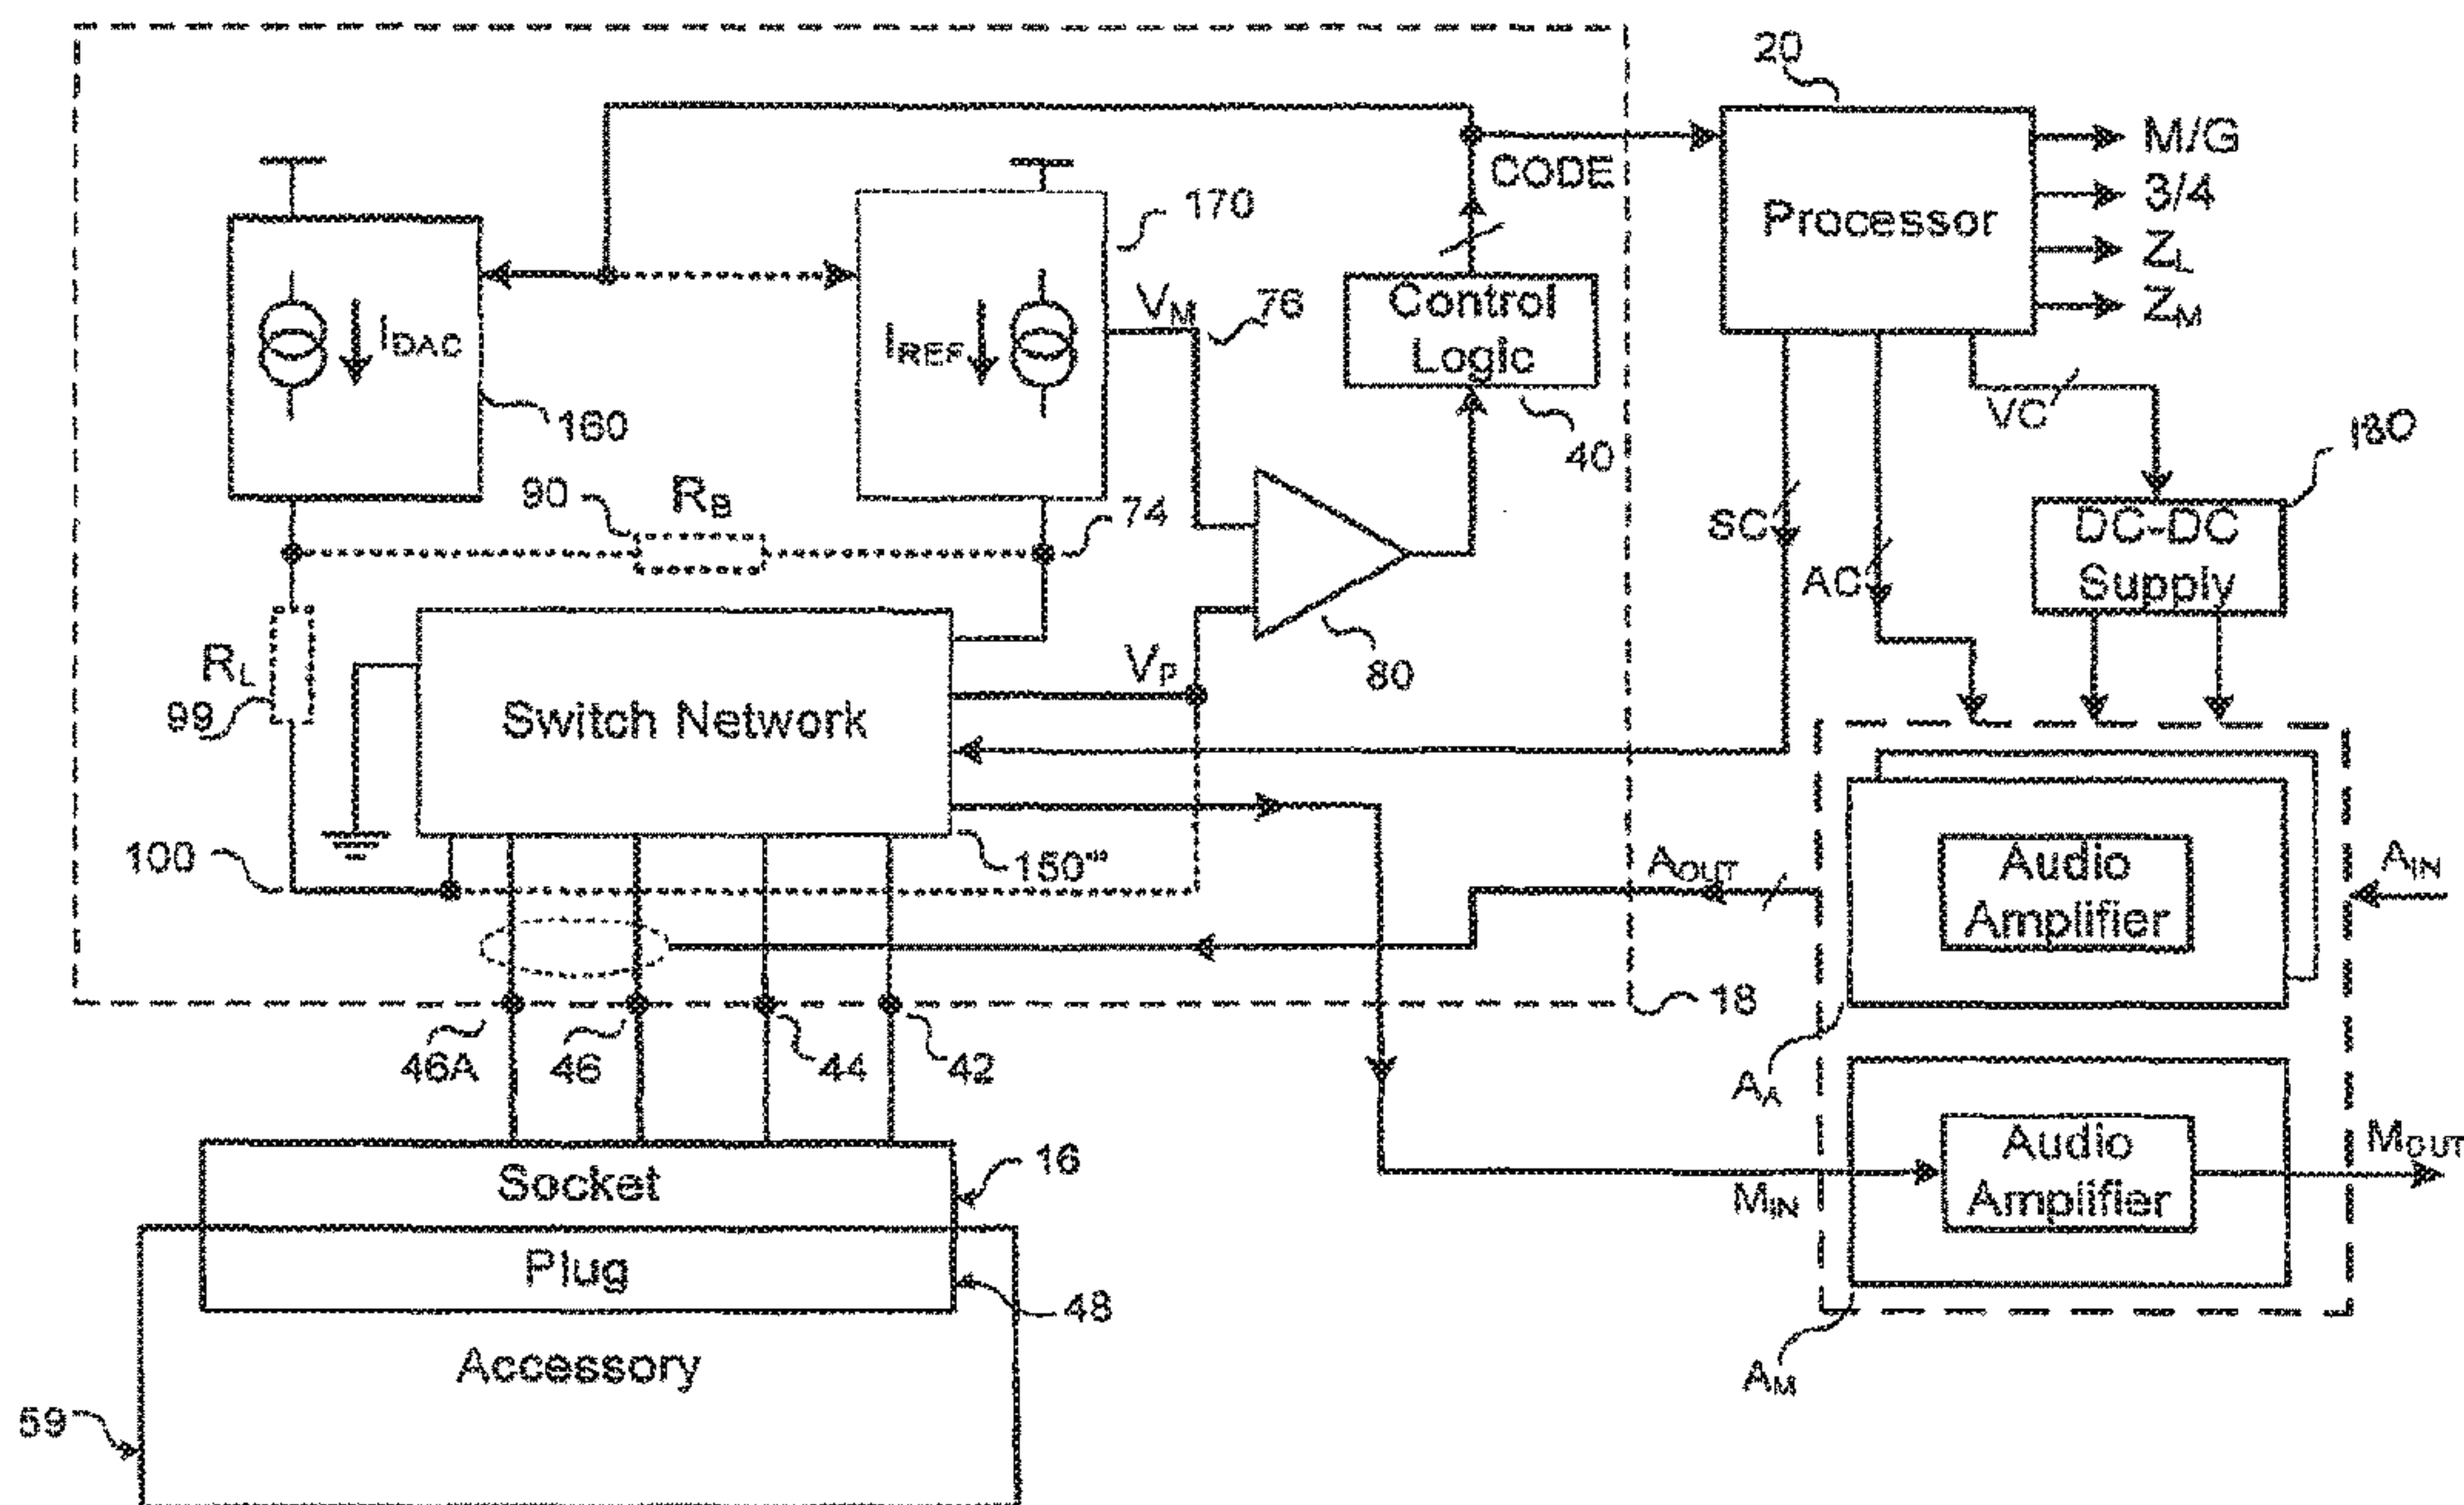 20
M/G
3/4
ZL
ZM
Processor
CODE
170
VM
76
Control
Logic
40
IDAC
IREF
160
VC
180
90
RB
74
SC
AC
DC-DC
Supply
80
RL
99
VP
Switch Network
100
150'''
AOUT
Audio
Amplifier
AIN
18
46A
46
44
42
AA
Socket
16
MIN
Audio
Amplifier
MOUT
Plug
48
Accessory
AM
59